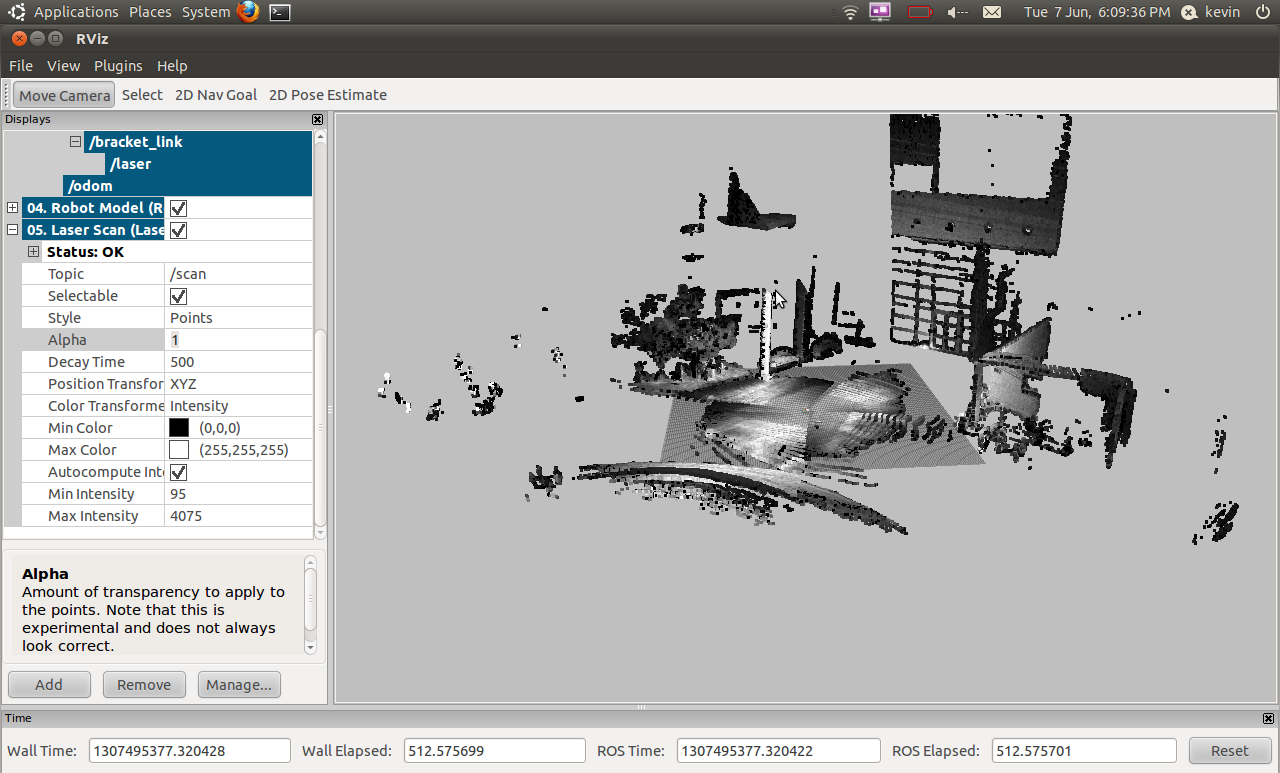 Applications Places System Tue 7 Jun, 6:09:36 PM kevin
RViz
File View Plugins Help
Move Camera Select 2D Nav Goal 2D Pose Estimate
Displays
/bracket_link
/laser
/odom
04. Robot Model (R
05. Laser Scan (Lase
Status: OK
Topic /scan
Selectable
Style Points
Alpha 1
Decay Time 500
Position Transfor XYZ
Color Transforme Intensity
Min Color (0,0,0)
Max Color (255,255,255)
Autocompute Inte
Min Intensity 95
Max Intensity 4075
Alpha
Amount of transparency to apply to
the points. Note that this is
experimental and does not always
look correct.
Add Remove Manage...
Time
Wall Time: 1307495377.320428 Wall Elapsed: 512.575699 ROS Time: 1307495377.320422 ROS Elapsed: 512.575701 Reset